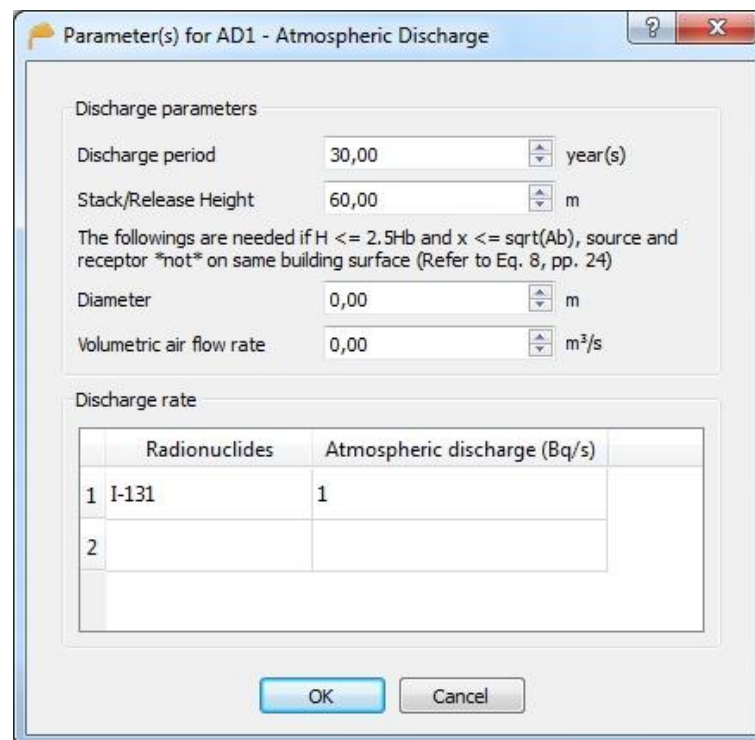 Parameter(s) for AD1 - Atmospheric Discharge
Discharge parameters
Discharge period 30,00 year(s)
Stack/Release Height 60,00 m
The followings are needed if H <= 2.5Hb and x <= sqrt(Ab), source and
receptor *not* on same building surface (Refer to Eq. 8, pp. 24)
Diameter 0,00 m
Volumetric air flow rate 0,00 m³/s
Discharge rate
Radionuclides Atmospheric discharge (Bq/s)
1 I-131 1
2
OK Cancel